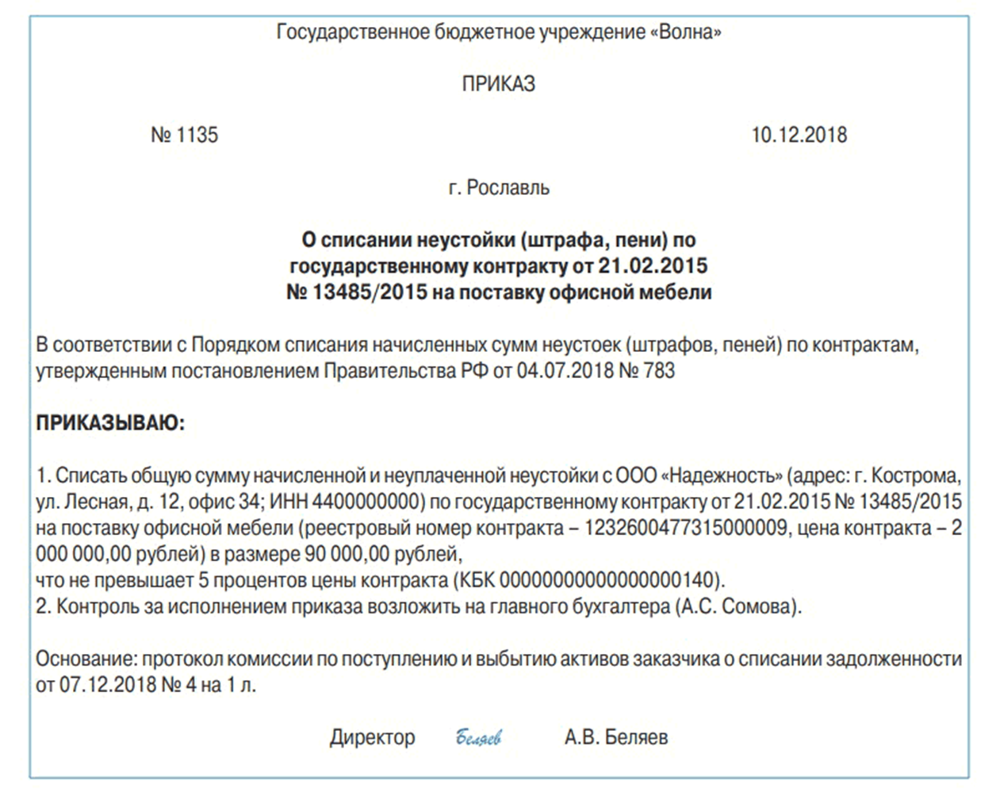 Государственное бюджетное учреждение «Волна»
ПРИКАЗ
№ 1135 10.12.2018
г. Рославль
О списании неустойки (штрафа, пени) по
государственному контракту от 21.02.2015
№ 13485/2015 на поставку офисной мебели
В соответствии с Порядком списания начисленных сумм неустоек (штрафов, пеней) по контрактам,
утвержденным постановлением Правительства РФ от 04.07.2018 № 783
ПРИКАЗЫВАЮ:
1. Списать общую сумму начисленной и неуплаченной неустойки с ООО «Надежность» (адрес: г. Кострома,
ул. Лесная, д. 12, офис 34; ИНН 4400000000) по государственному контракту от 21.02.2015 № 13485/2015
на поставку офисной мебели (реестровый номер контракта – 1232600477315000009, цена контракта – 2
000 000,00 рублей) в размере 90 000,00 рублей,
что не превышает 5 процентов цены контракта (КБК 00000000000000000140).
2. Контроль за исполнением приказа возложить на главного бухгалтера (А.С. Сомова).
Основание: протокол комиссии по поступлению и выбытию активов заказчика о списании задолженности
от 07.12.2018 № 4 на 1 л.
Директор Беляев А.В. Беляев